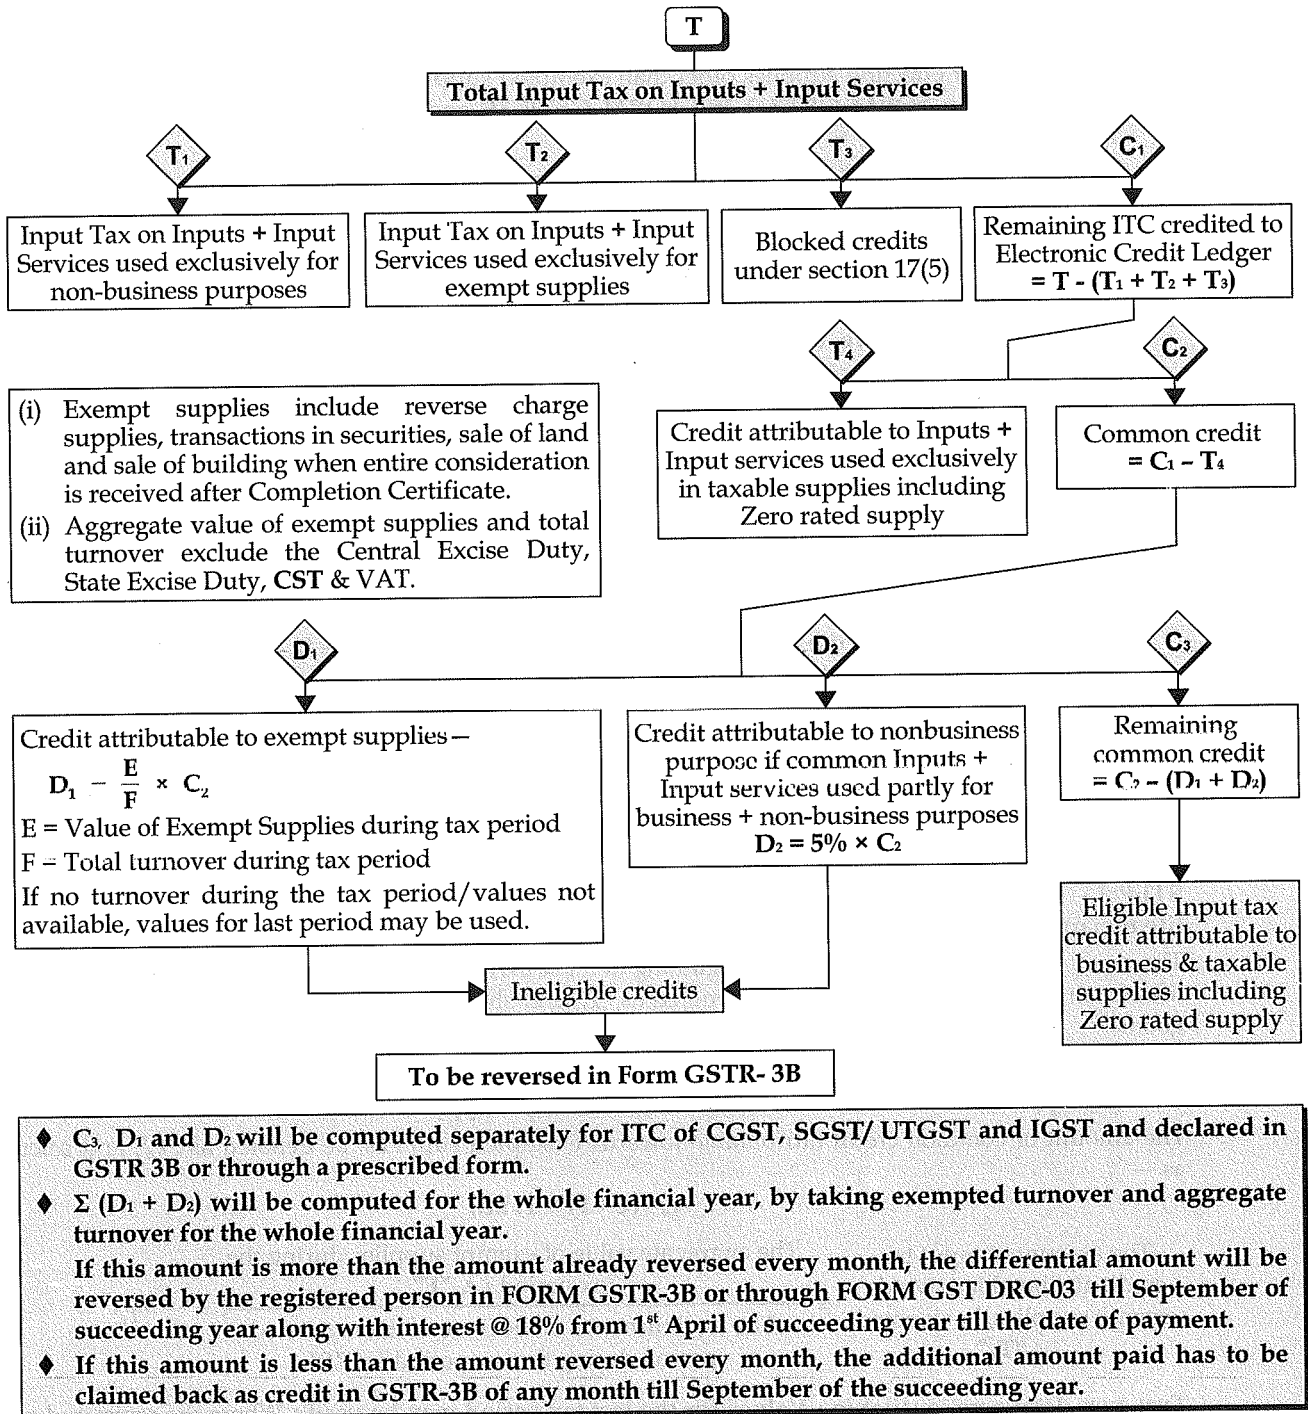 T
Total Input Tax on Inputs + Input Services
T1
T2
T3
C1
Input Tax on Inputs + Input
Services used exclusively for
non-business purposes
Input Tax on Inputs + Input
Services used exclusively for
exempt supplies
Blocked credits
under section 17(5)
Remaining ITC credited to
Electronic Credit Ledger
= T - (T1 + T2 + T3)
T4
C2
(i) Exempt supplies include reverse charge
supplies, transactions in securities, sale of land
and sale of building when entire consideration
is received after Completion Certificate.
(ii) Aggregate value of exempt supplies and total
turnover exclude the Central Excise Duty,
State Excise Duty, CST & VAT.
Credit attributable to Inputs +
Input services used exclusively
in taxable supplies including
Zero rated supply
Common credit
= C1 – T4
D1
D2
C3
Credit attributable to exempt supplies—
D1 – E/F × C2
E = Value of Exempt Supplies during tax period
F – Total turnover during tax period
If no turnover during the tax period/values not
available, values for last period may be used.
Credit attributable to nonbusiness
purpose if common Inputs +
Input services used partly for
business + non-business purposes
D2 = 5% × C2
Remaining
common credit
= C2 – (D1 + D2)
Eligible Input tax
credit attributable to
business & taxable
supplies including
Zero rated supply
Ineligible credits
To be reversed in Form GSTR- 3B
♦ C3, D1 and D2 will be computed separately for ITC of CGST, SGST/ UTGST and IGST and declared in
GSTR 3B or through a prescribed form.
♦ Σ (D1 + D2) will be computed for the whole financial year, by taking exempted turnover and aggregate
turnover for the whole financial year.
If this amount is more than the amount already reversed every month, the differential amount will be
reversed by the registered person in FORM GSTR-3B or through FORM GST DRC-03 till September of
succeeding year along with interest @ 18% from 1st April of succeeding year till the date of payment.
♦ If this amount is less than the amount reversed every month, the additional amount paid has to be
claimed back as credit in GSTR-3B of any month till September of the succeeding year.